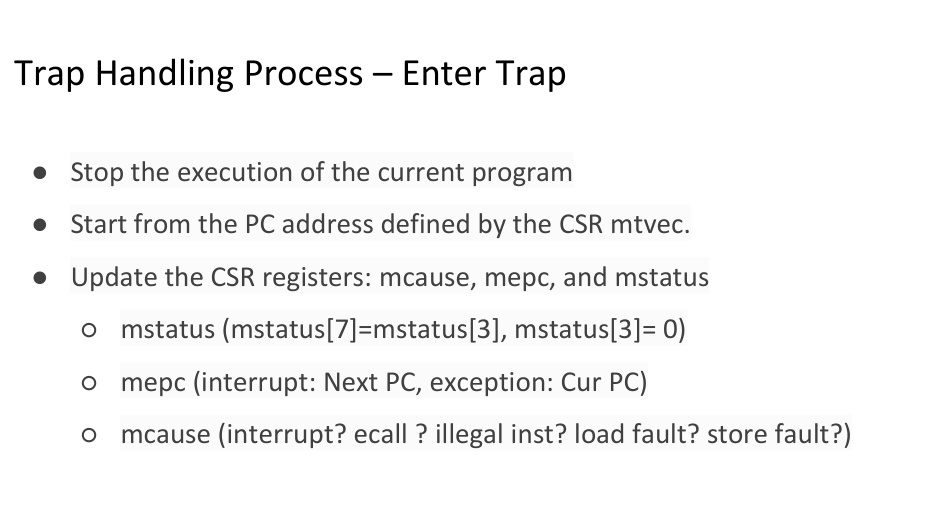 Trap Handling Process – Enter Trap
● Stop the execution of the current program
● Start from the PC address defined by the CSR mtvec.
● Update the CSR registers: mcause, mepc, and mstatus
○ mstatus (mstatus[7]=mstatus[3], mstatus[3]= 0)
○ mepc (interrupt: Next PC, exception: Cur PC)
○ mcause (interrupt? ecall ? illegal inst? load fault? store fault?)